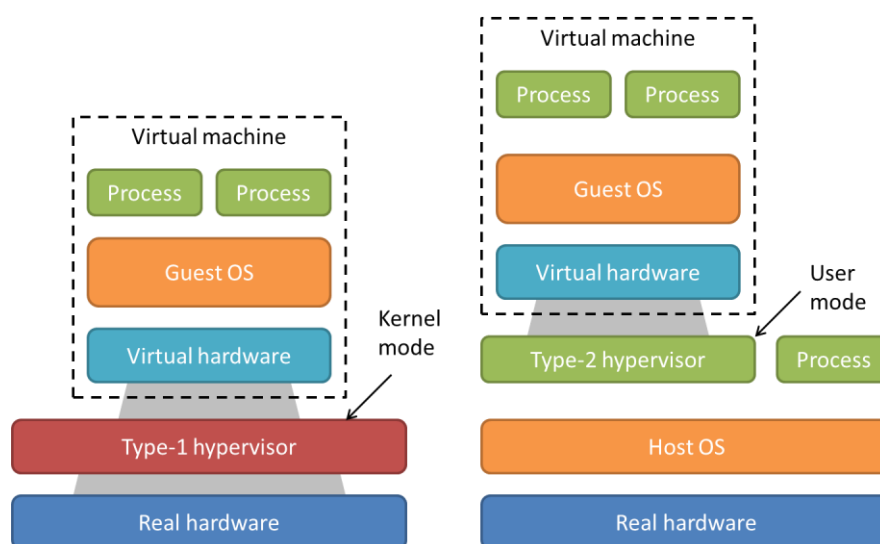 Virtual machine
Process Process
Guest OS
Virtual hardware
Kernel
mode
Type-1 hypervisor
Real hardware
Virtual machine
Process Process
Guest OS
Virtual hardware
User
mode
Type-2 hypervisor Process
Host OS
Real hardware